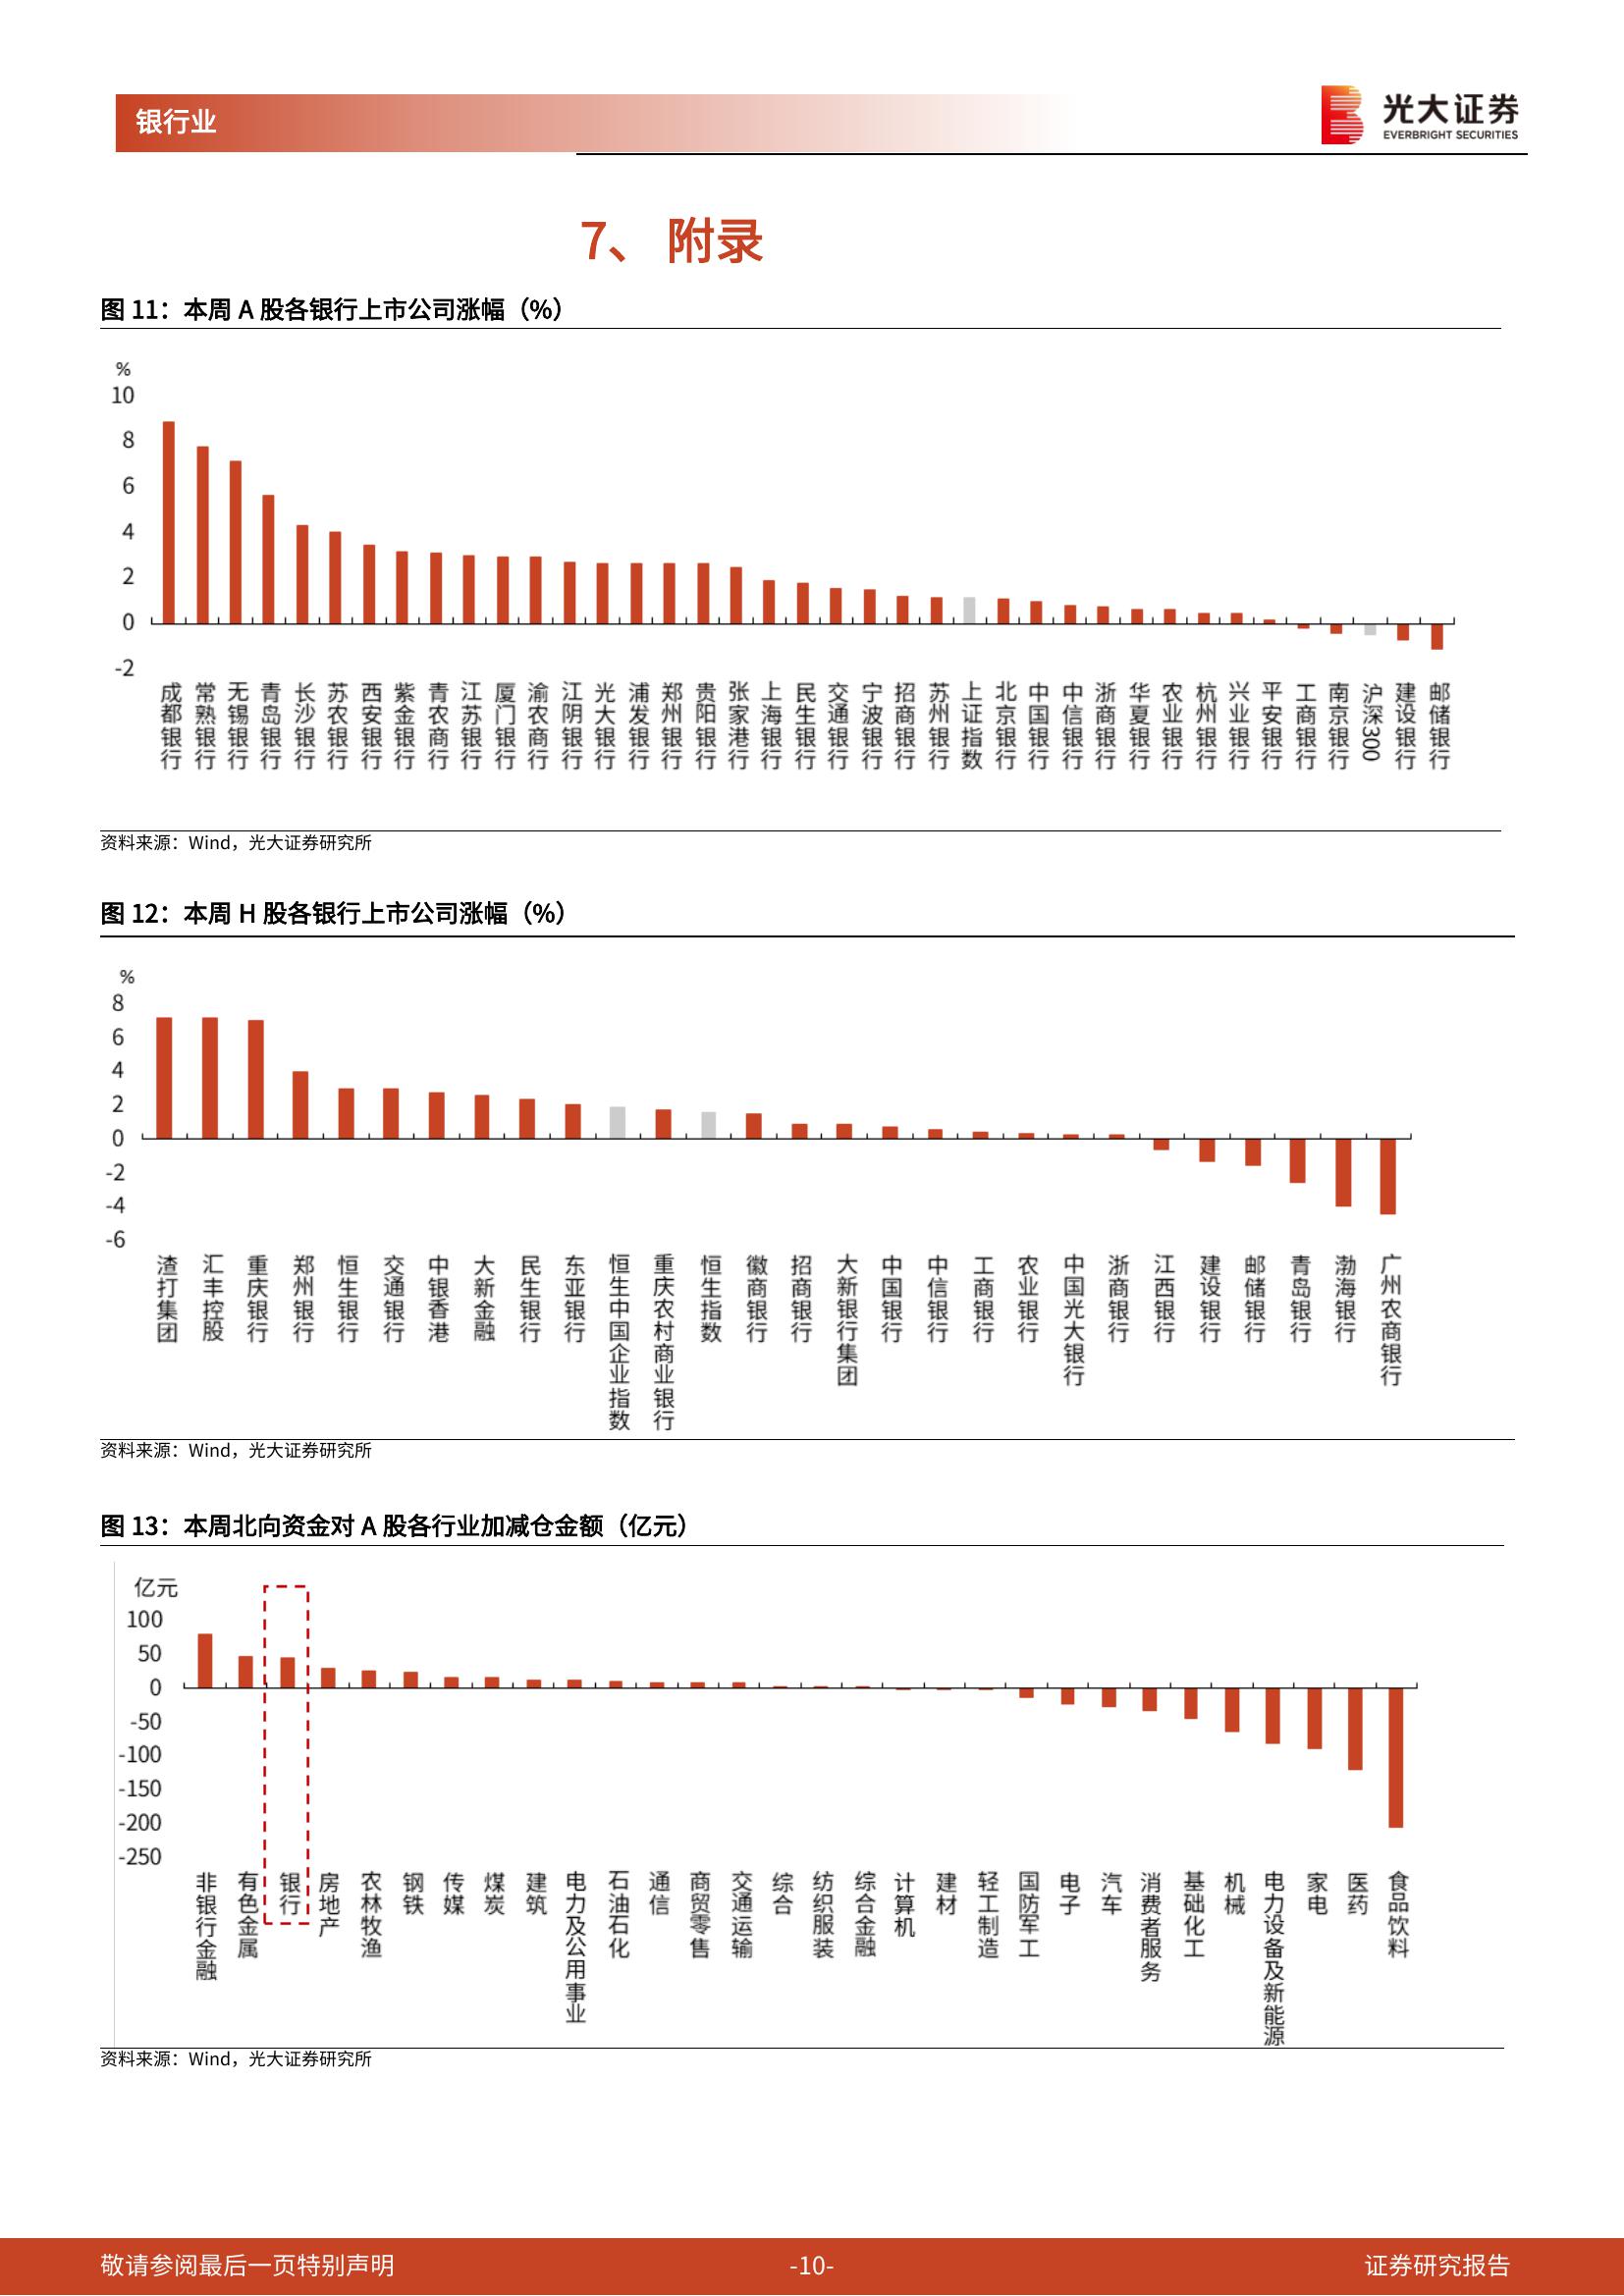 银行业
光大证券
EVERBRIGHT SECURITIES
7、 附录
图 11：本周 A 股各银行上市公司涨幅（%）
%
10
8
6
4
2
0
-2
成都银行
常熟银行
无锡银行
青岛银行
长沙银行
苏农银行
西安银行
紫金银行
青农商行
江苏银行
厦门银行
渝农商行
江阴银行
光大银行
浦发银行
郑州银行
贵阳银行
张家港行
上海银行
民生银行
交通银行
宁波银行
招商银行
苏州银行
上证指数
北京银行
中国银行
中信银行
浙商银行
华夏银行
农业银行
杭州银行
兴业银行
平安银行
工商银行
南京银行
沪深300
建设银行
邮储银行
资料来源：Wind，光大证券研究所
图 12：本周 H 股各银行上市公司涨幅（%）
%
8
6
4
2
0
-2
-4
-6
渣打集团
汇丰控股
重庆银行
郑州银行
恒生银行
交通银行
中银香港
大新金融
民生银行
东亚银行
恒生中国企业指数
重庆农村商业银行
恒生指数
徽商银行
招商银行
大新银行集团
中国银行
中信银行
工商银行
农业银行
中国光大银行
浙商银行
江西银行
建设银行
邮储银行
青岛银行
渤海银行
广州农商银行
资料来源：Wind，光大证券研究所
图 13：本周北向资金对 A 股各行业加减仓金额（亿元）
亿元
100
50
0
-50
-100
-150
-200
-250
非银行金融
有色金属
银行
房地产
农林牧渔
钢铁
传媒
煤炭
建筑
电力及公用事业
石油石化
通信
商贸零售
交通运输
综合
纺织服装
综合金融
计算机
建材
轻工制造
国防军工
电子
汽车
消费者服务
基础化工
机械
电力设备及新能源
家电
医药
食品饮料
资料来源：Wind，光大证券研究所
敬请参阅最后一页特别声明
-10-
证券研究报告